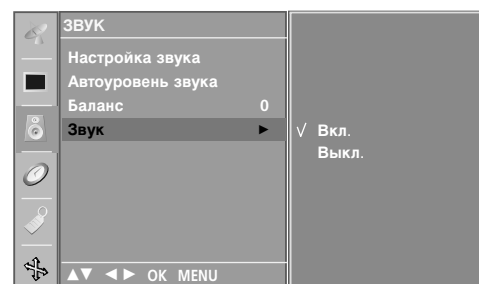 ЗВУК
Настройка звука
Автоуровень звука
Баланс 0
Звук ►
√ Вкл.
Выкл.
▲▼ ◄► OK MENU